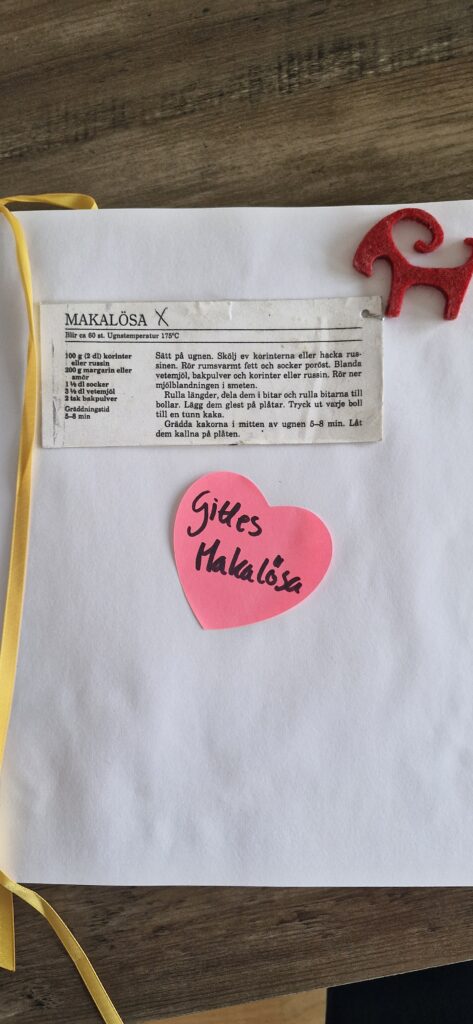 MAKALÖSA X
Blir ca 60 st. Ugnstemperatur 175°C
100 g (2 dl) korinter
eller russin
200 g margarin eller
smör
1 ¼ dl socker
3 ½ dl vetemjöl
2 tsk bakpulver
Gräddningstid
5–8 min
Sätt på ugnen. Skölj ev korinterna eller hacka rus-
sinen. Rör rumsvarmt fett och socker poröst. Blanda
vetemjöl, bakpulver och korinter eller russin. Rör ner
mjölblandningen i smeten.
Rulla längder, dela dem i bitar och rulla bitarna till
bollar. Lägg dem glest på plåtar. Tryck ut varje boll
till en tunn kaka.
Grädda kakorna i mitten av ugnen 5–8 min. Låt
dem kallna på plåten.
Gittes
Makalösa